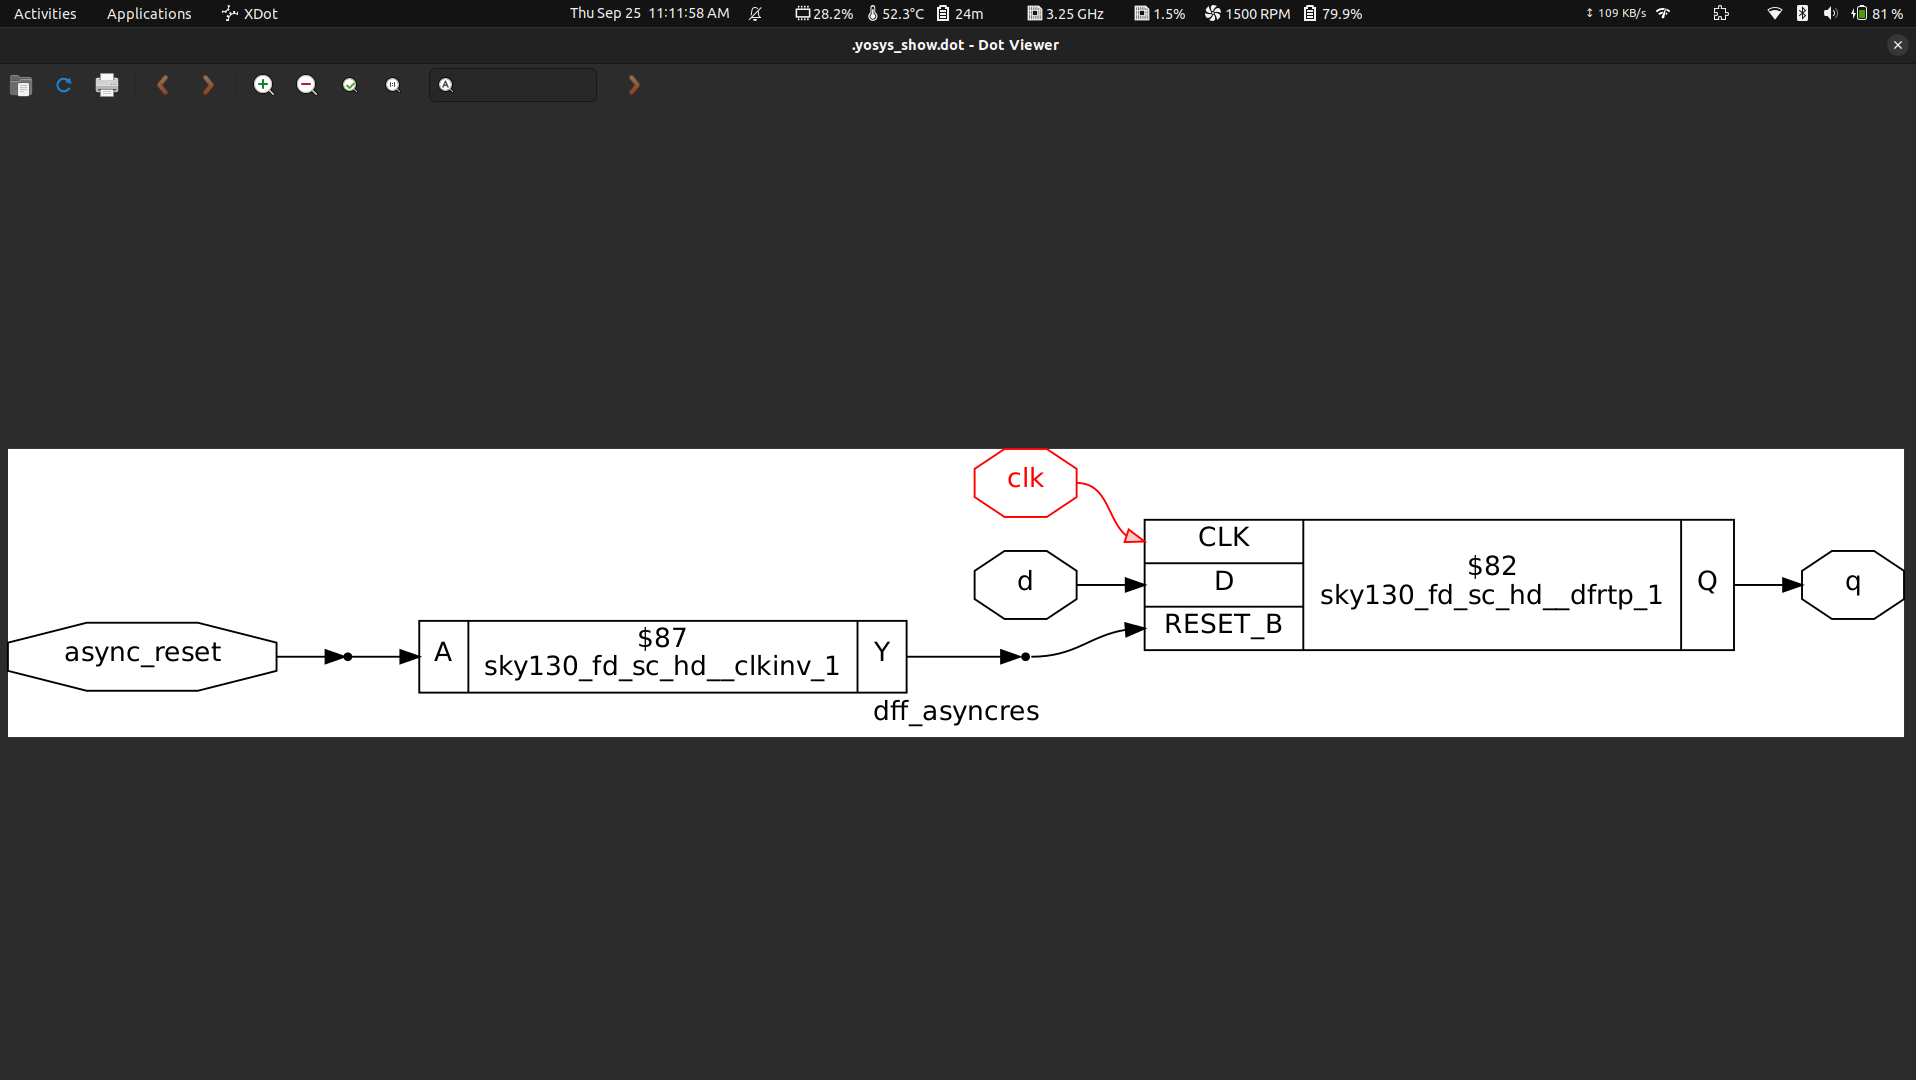 Activities Applications XDot Thu Sep 25 11:11:58 AM 28.2% 52.3°C 24m 3.25 GHz 1.5% 1500 RPM 79.9% 109 KB/s 81 %
.yosys_show.dot - Dot Viewer
clk
CLK
d
D
RESET_B
$82
sky130_fd_sc_hd__dfrtp_1
Q
q
async_reset
A
$87
sky130_fd_sc_hd__clkinv_1
Y
dff_asyncres